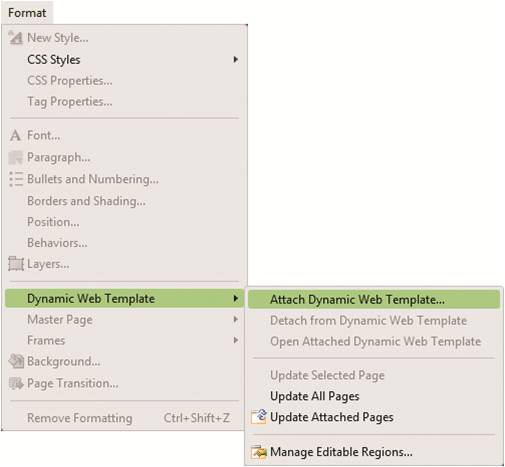 Format
New Style...
CSS Styles
CSS Properties...
Tag Properties...
Font...
Paragraph...
Bullets and Numbering...
Borders and Shading...
Position...
Behaviors...
Layers...
Dynamic Web Template
Master Page
Frames
Background...
Page Transition...
Remove Formatting Ctrl+Shift+Z
Attach Dynamic Web Template...
Detach from Dynamic Web Template
Open Attached Dynamic Web Template
Update Selected Page
Update All Pages
Update Attached Pages
Manage Editable Regions...